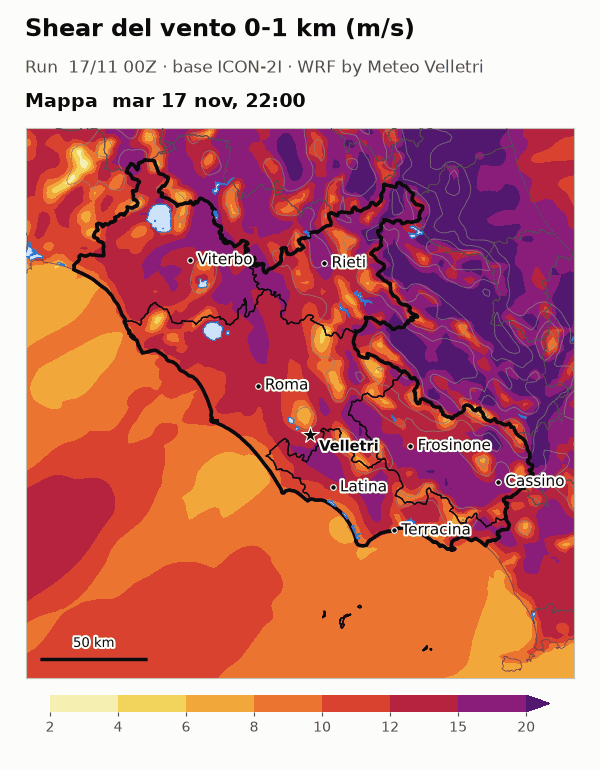 Shear del vento 0-1 km (m/s)
Run 17/11 00Z · base ICON-2I · WRF by Meteo Velletri
Mappa mar 17 nov, 22:00
Viterbo
Rieti
Roma
Velletri
Frosinone
Cassino
Latina
Terracina
50 km
2 4 6 8 10 12 15 20